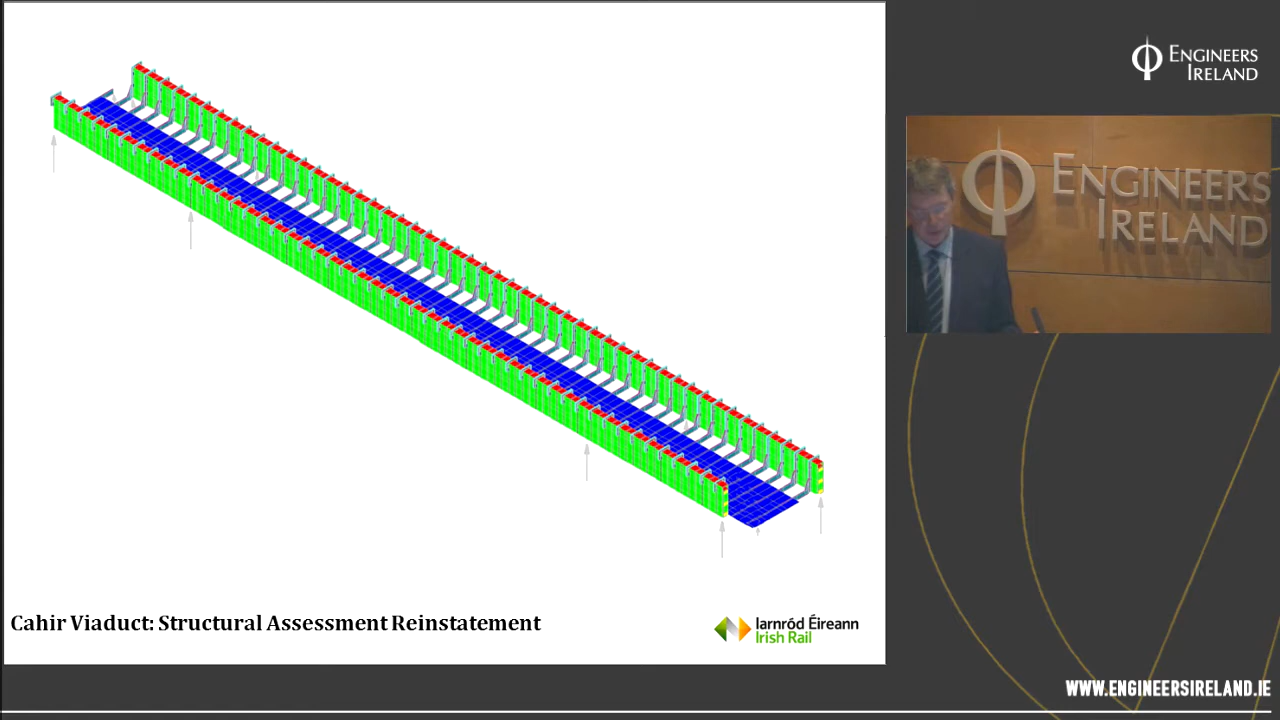 ENGINEERS
IRELAND
ENGINEERS
IRELAND
Cahir Viaduct: Structural Assessment Reinstatement
Iarnród Éireann
Irish Rail
WWW.ENGINEERSIRELAND.IE